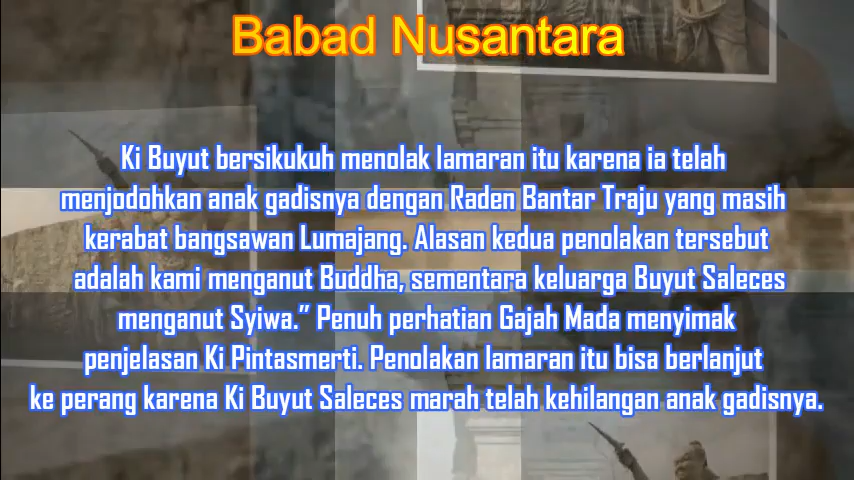 Babad Nusantara
Ki Buyut bersikukuh menolak lamaran itu karena ia telah
menjodohkan anak gadisnya dengan Raden Bantar Traju yang masih
kerabat bangsawan Lumajang. Alasan kedua penolakan tersebut
adalah kami menganut Buddha, sementara keluarga Buyut Saleces
menganut Syiwa.” Penuh perhatian Gajah Mada menyimak
penjelasan Ki Pintasmerti. Penolakan lamaran itu bisa berlanjut
ke perang karena Ki Buyut Saleces marah telah kehilangan anak gadisnya.